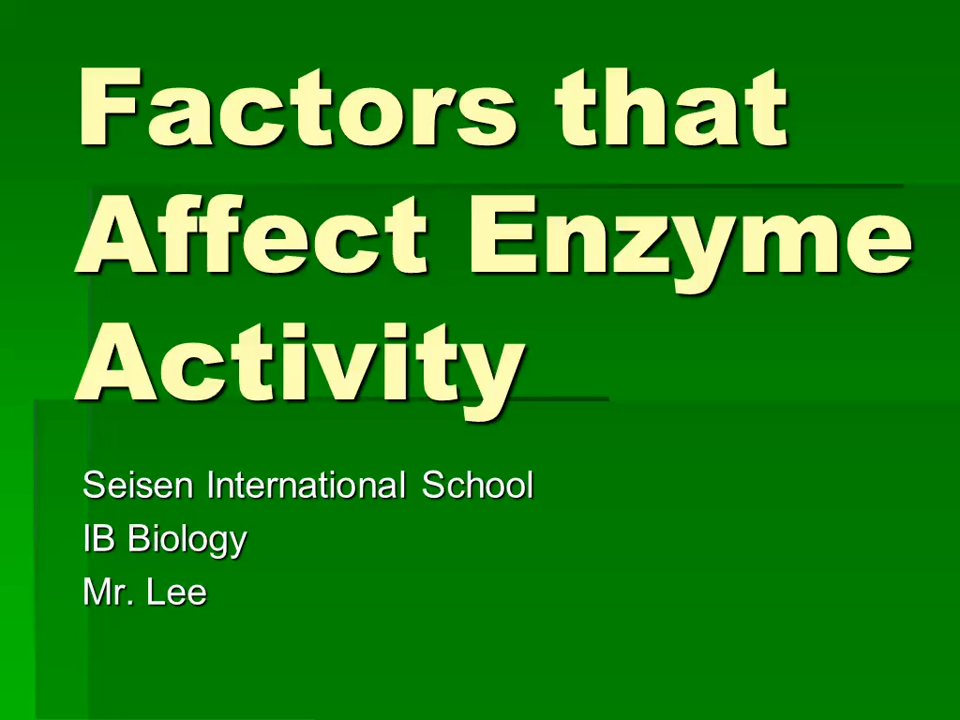 Factors that
Affect Enzyme
Activity
Seisen International School
IB Biology
Mr. Lee